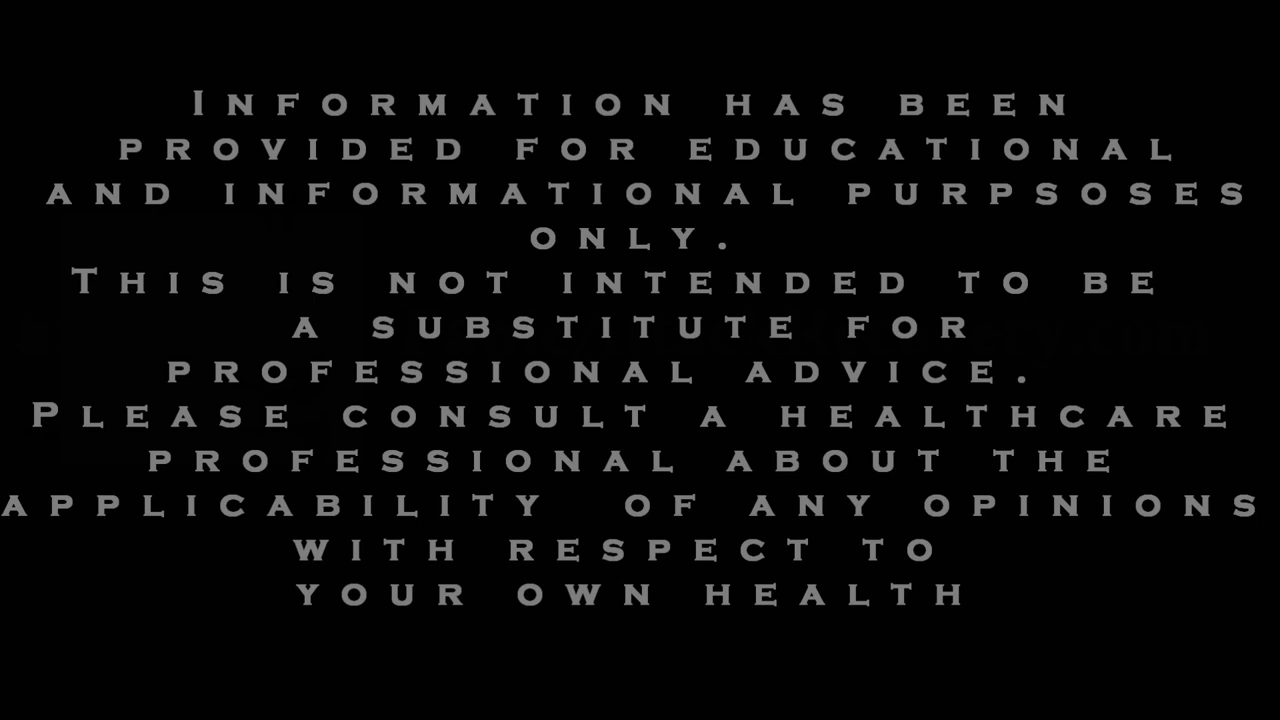 Information has been
provided for educational
and informational purpsoses
only.
This is not intended to be
a substitute for
professional advice.
Please consult a healthcare
professional about the
applicability of any opinions
with respect to
your own health